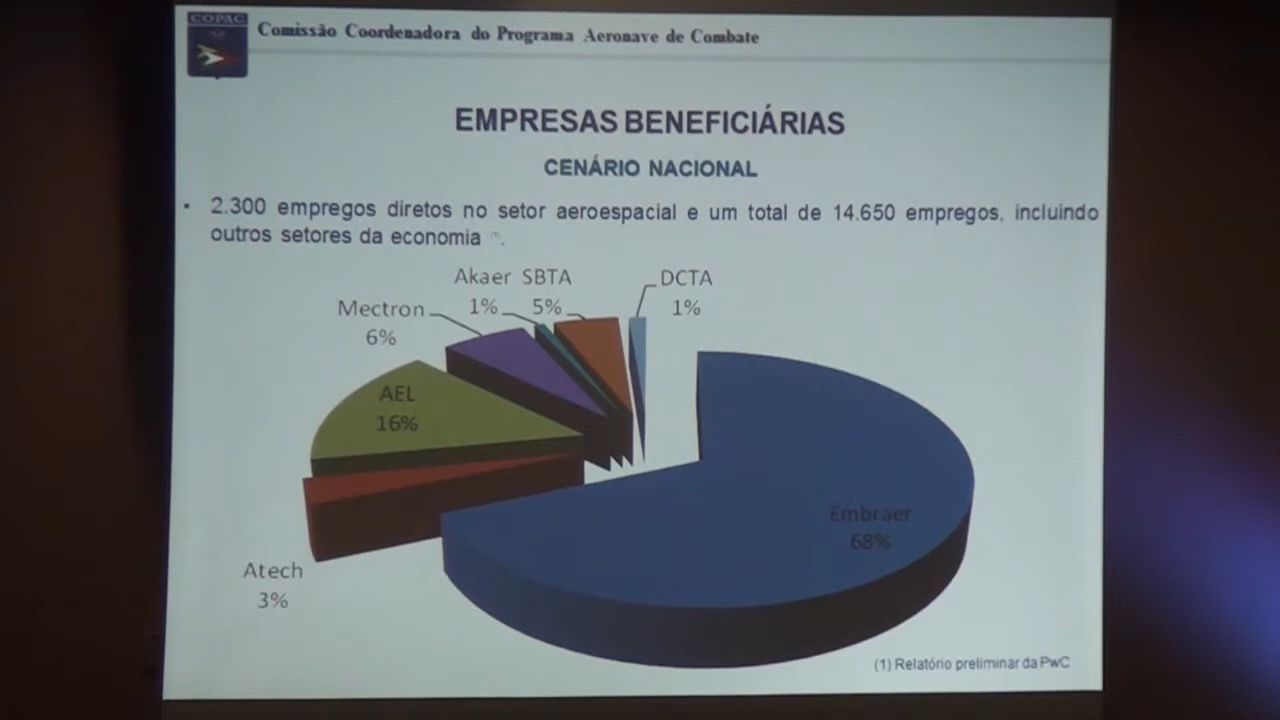 COPAC
Comissão Coordenadora do Programa Aeronave de Combate
EMPRESAS BENEFICIÁRIAS
CENÁRIO NACIONAL
• 2.300 empregos diretos no setor aeroespacial e um total de 14.650 empregos, incluindo
outros setores da economia (1).
Akaer SBTA DCTA
1% 5% 1%
Mectron
6%
AEL
16%
Embraer
68%
Atech
3%
(1) Relatório preliminar da PwC